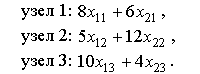 узел 1: 8x₁₁ + 6x₂₁ ,
узел 2: 5x₁₂ + 12x₂₂ ,
узел 3: 10x₁₃ + 4x₂₃ .